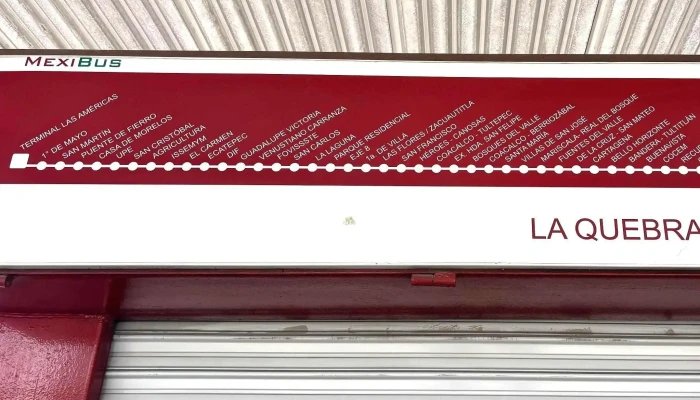 MEXIBUS
TERMINAL LAS AMÉRICAS
1° DE MAYO
SAN MARTÍN
PUENTE DE FIERRO
CASA DE MORELOS
UPE
SAN CRISTÓBAL
AGRICULTURA
ISSEMYM
EL CARMEN
ECATEPEC
DIF
GUADALUPE VICTORIA
VENUSTIANO CARRANZA
FOVISSSTE
SAN CARLOS
LA LAGUNA
PARQUE RESIDENCIAL
EJE 8
1a DE VILLA
LAS FLORES / ZACUAUTITLA
SAN FRANCISCO
HÉROES - CANOSAS
COACALCO - TULTEPEC
EX. HDA. SAN FELIPE
BOSQUES DEL VALLE
COACALCO - BERRIOZÁBAL
SANTA MARÍA
VILLAS DE SAN JOSÉ
MARISCALA- REAL DEL BOSQUE
FUENTES DEL VALLE
DE LA CRUZ - SAN MATEO
CARTAGENA
BELLO HORIZONTE
BANDERA- TULTITLÁN
BUENAVISTA
COCEM
RECU
LA QUEBRA